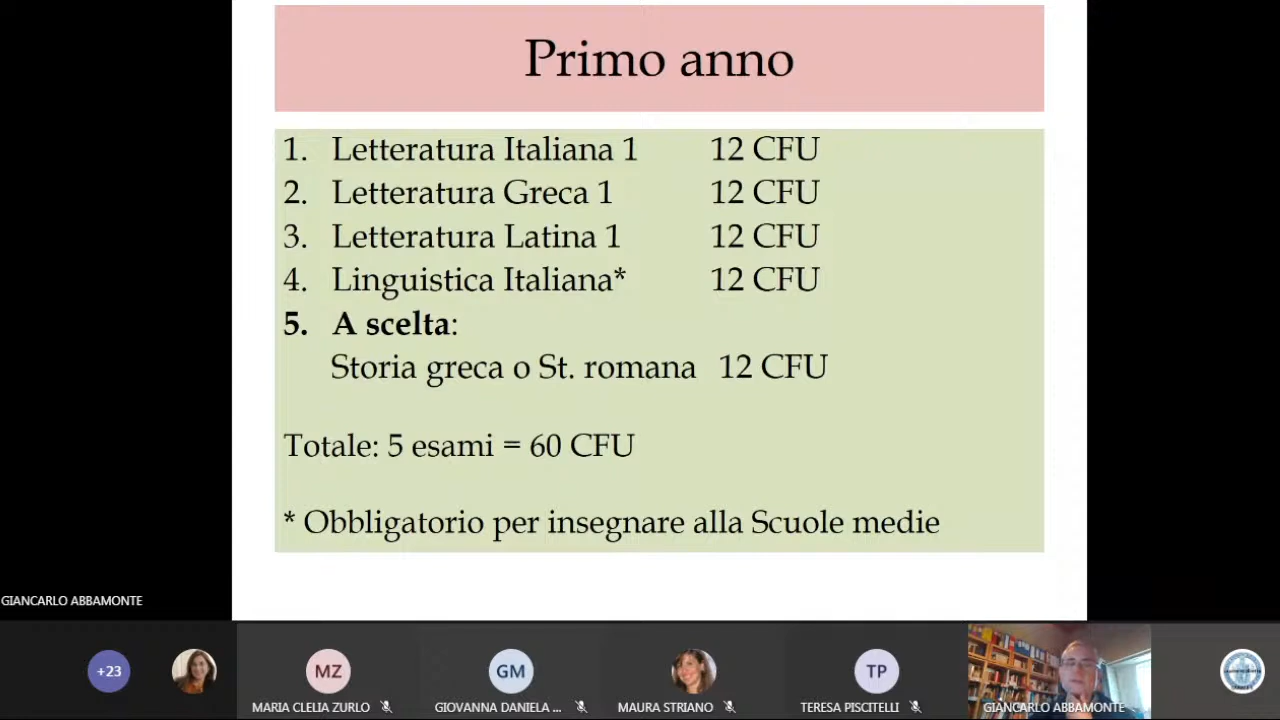 Primo anno
1. Letteratura Italiana 1 12 CFU
2. Letteratura Greca 1 12 CFU
3. Letteratura Latina 1 12 CFU
4. Linguistica Italiana* 12 CFU
5. A scelta:
Storia greca o St. romana 12 CFU
Totale: 5 esami = 60 CFU
* Obbligatorio per insegnare alla Scuole medie
GIANCARLO ABBAMONTE
+23
MZ
GM
TP
MARIA CLELIA ZURLO
GIOVANNA DANIELA ...
MAURA STRIANO
TERESA PISCITELLI
GIANCARLO ABBAMONTE